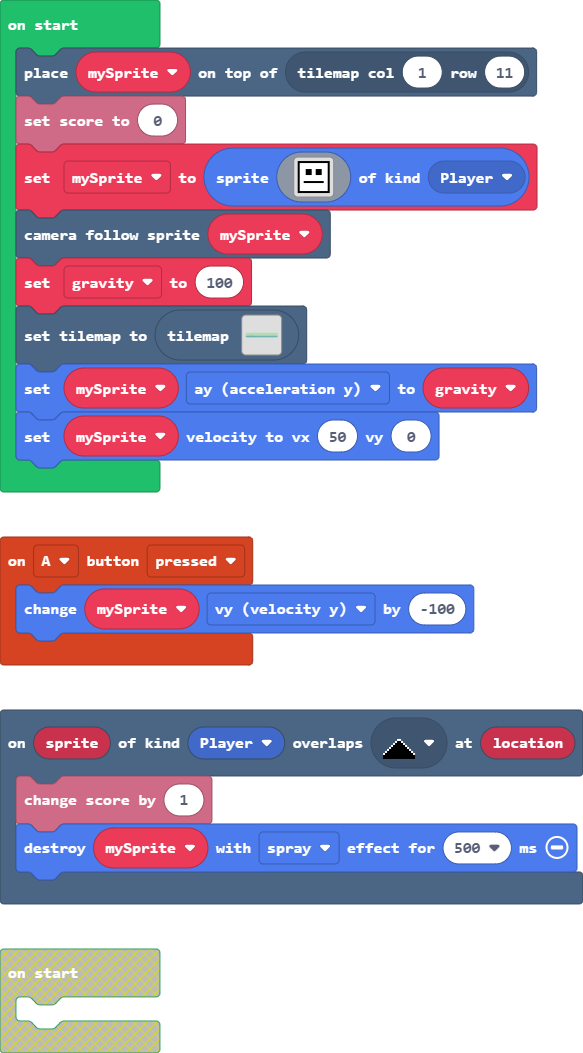 on start
place mySprite on top of tilemap col 1 row 11
set score to 0
set mySprite to sprite of kind Player
camera follow sprite mySprite
set gravity to 100
set tilemap to tilemap
set mySprite ay (acceleration y) to gravity
set mySprite velocity to vx 50 vy 0
on A button pressed
change mySprite vy (velocity y) by -100
on sprite of kind Player overlaps at location
change score by 1
destroy mySprite with spray effect for 500 ms
on start